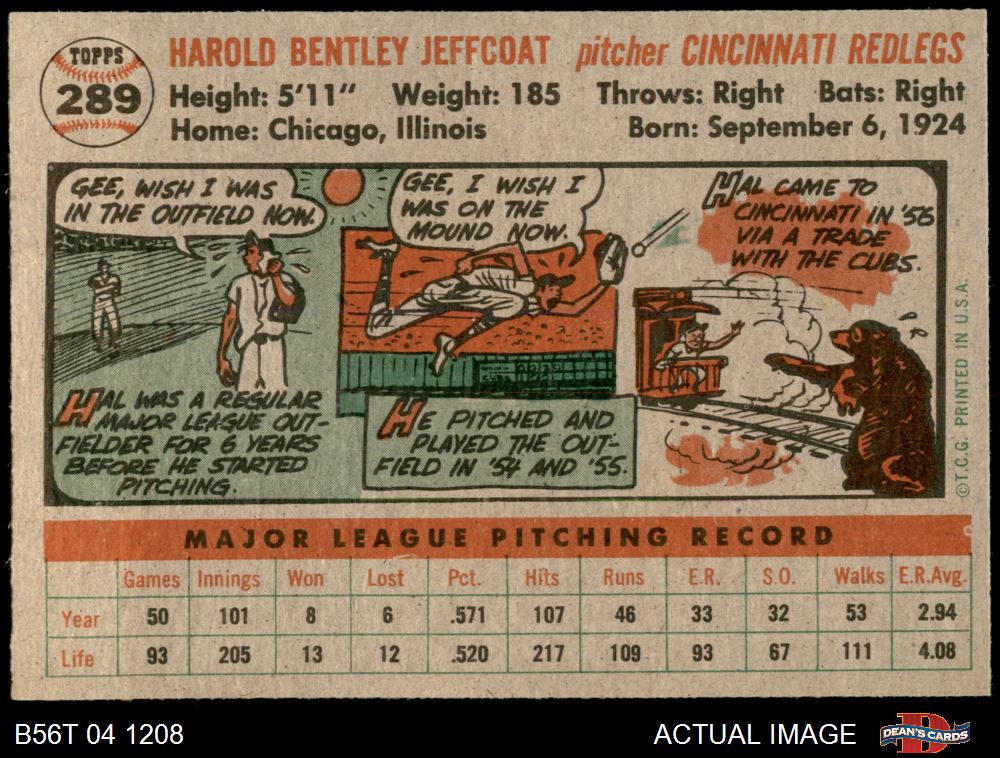 TOPPS
289
HAROLD BENTLEY JEFFCOAT pitcher CINCINNATI REDLEGS
Height: 5'11" Weight: 185 Throws: Right Bats: Right
Home: Chicago, Illinois Born: September 6, 1924
GEE, WISH I WAS
IN THE OUTFIELD NOW.
HAL WAS A REGULAR
MAJOR LEAGUE OUT-
FIELDER FOR 6 YEARS
BEFORE HE STARTED
PITCHING.
GEE, I WISH I
WAS ON THE
MOUND NOW.
HE PITCHED AND
PLAYED THE OUT-
FIELD IN '54 AND '55.
HAL CAME TO
CINCINNATI IN '56
VIA A TRADE
WITH THE CUBS.
GR
©T.C.G. PRINTED IN U.S.A.
MAJOR LEAGUE PITCHING RECORD
Games Innings Won Lost Pct. Hits Runs E.R. S.O. Walks E.R.Avg.
Year 50 101 8 6 .571 107 46 33 32 53 2.94
Life 93 205 13 12 .520 217 109 93 67 111 4.08
B56T 04 1208 ACTUAL IMAGE
DEAN'S CARDS